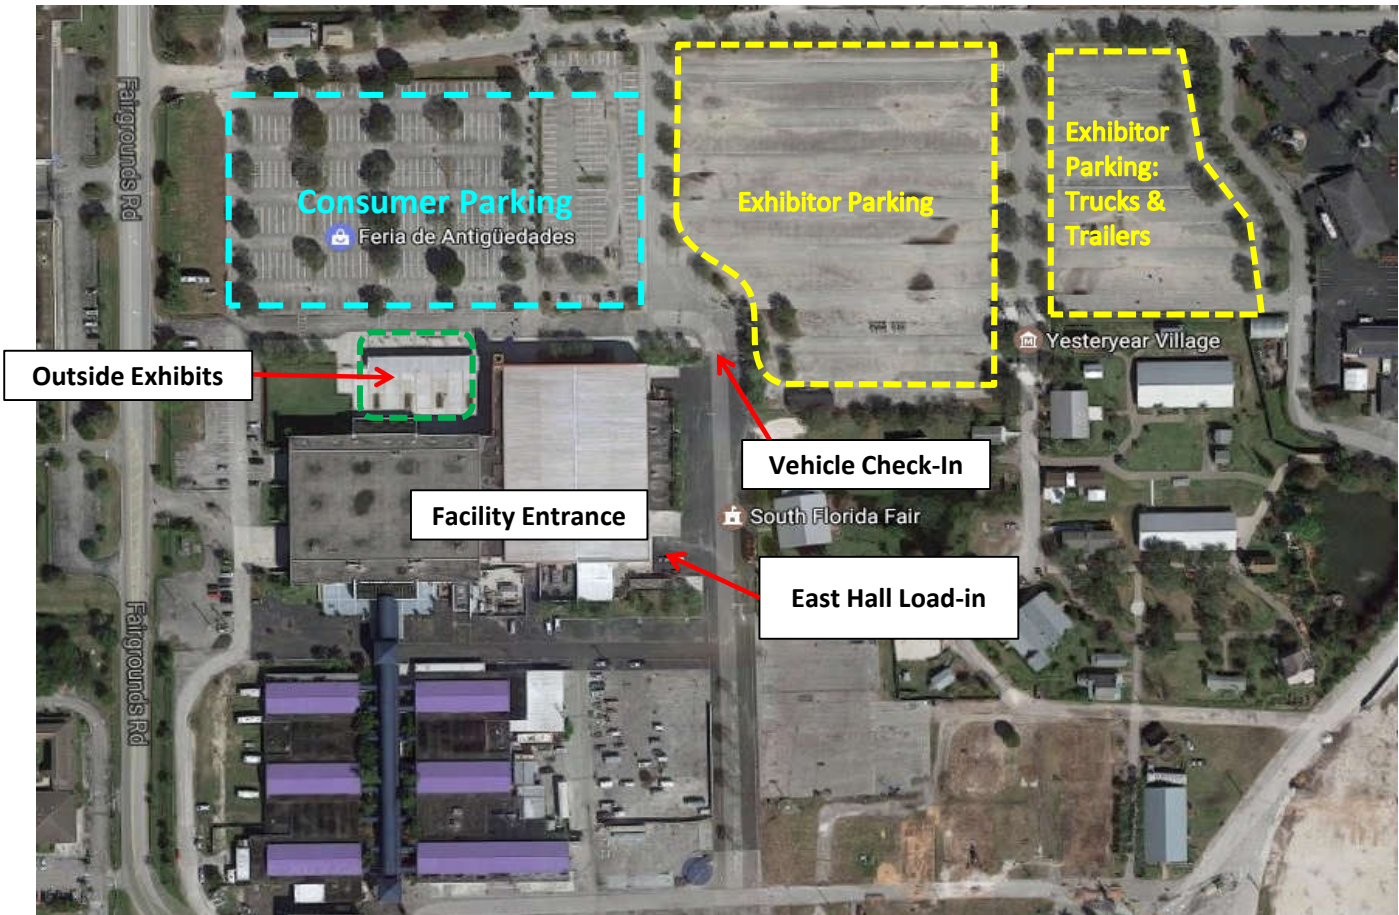 Fairgrounds Rd
Consumer Parking
Feria de Antigüedades
Exhibitor Parking
Exhibitor
Parking:
Trucks &
Trailers
Yesteryear Village
Outside Exhibits
Vehicle Check-In
Facility Entrance
South Florida Fair
East Hall Load-in
Fairgrounds Rd